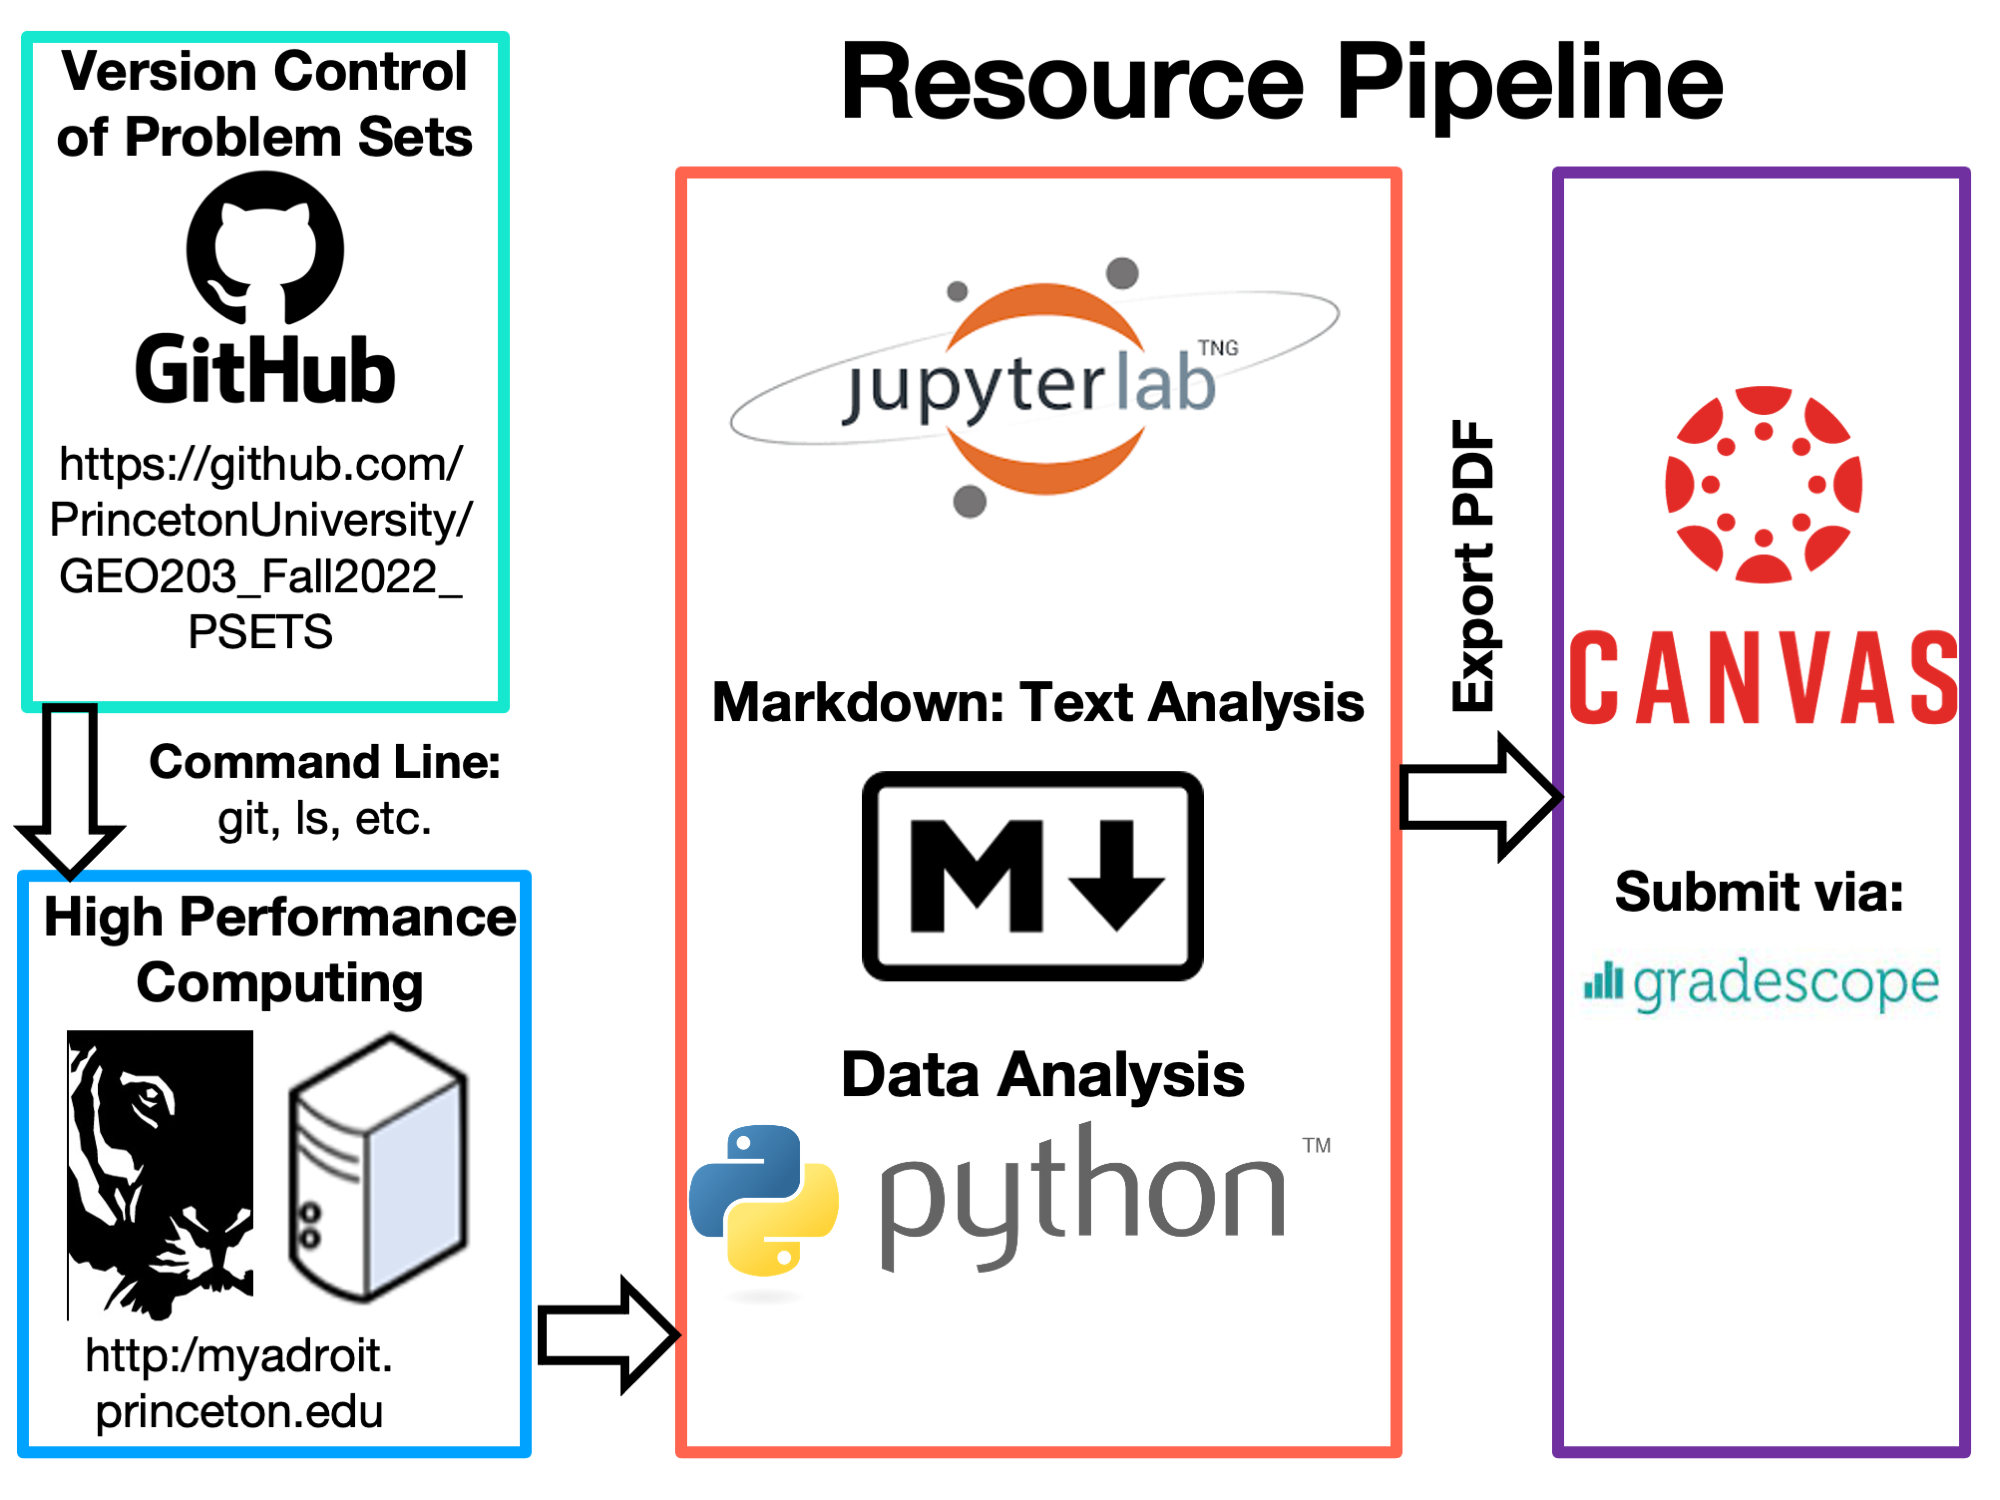 Resource Pipeline
Version Control
of Problem Sets
GitHub
https://github.com/
PrincetonUniversity/
GEO203_Fall2022_
PSETS
Command Line:
git, ls, etc.
High Performance
Computing
http:/myadroit.
princeton.edu
jupyterlab TNG
Markdown: Text Analysis
M
Data Analysis
python TM
Export PDF
CANVAS
Submit via:
gradescope